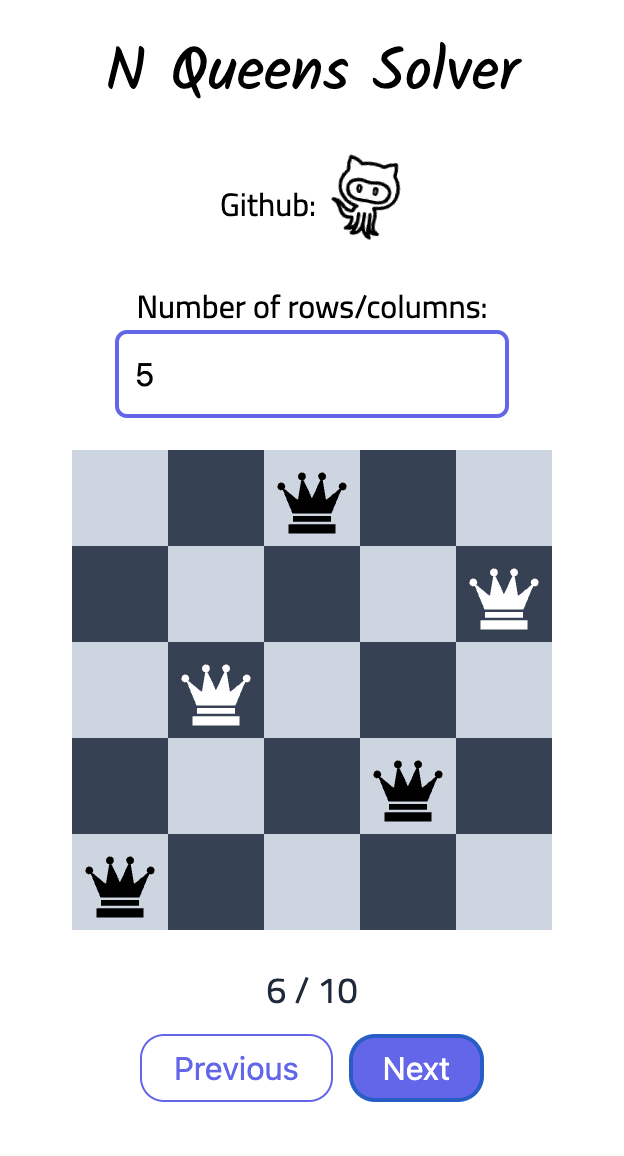 N Queens Solver
Github:
Number of rows/columns:
5
6 / 10
Previous Next